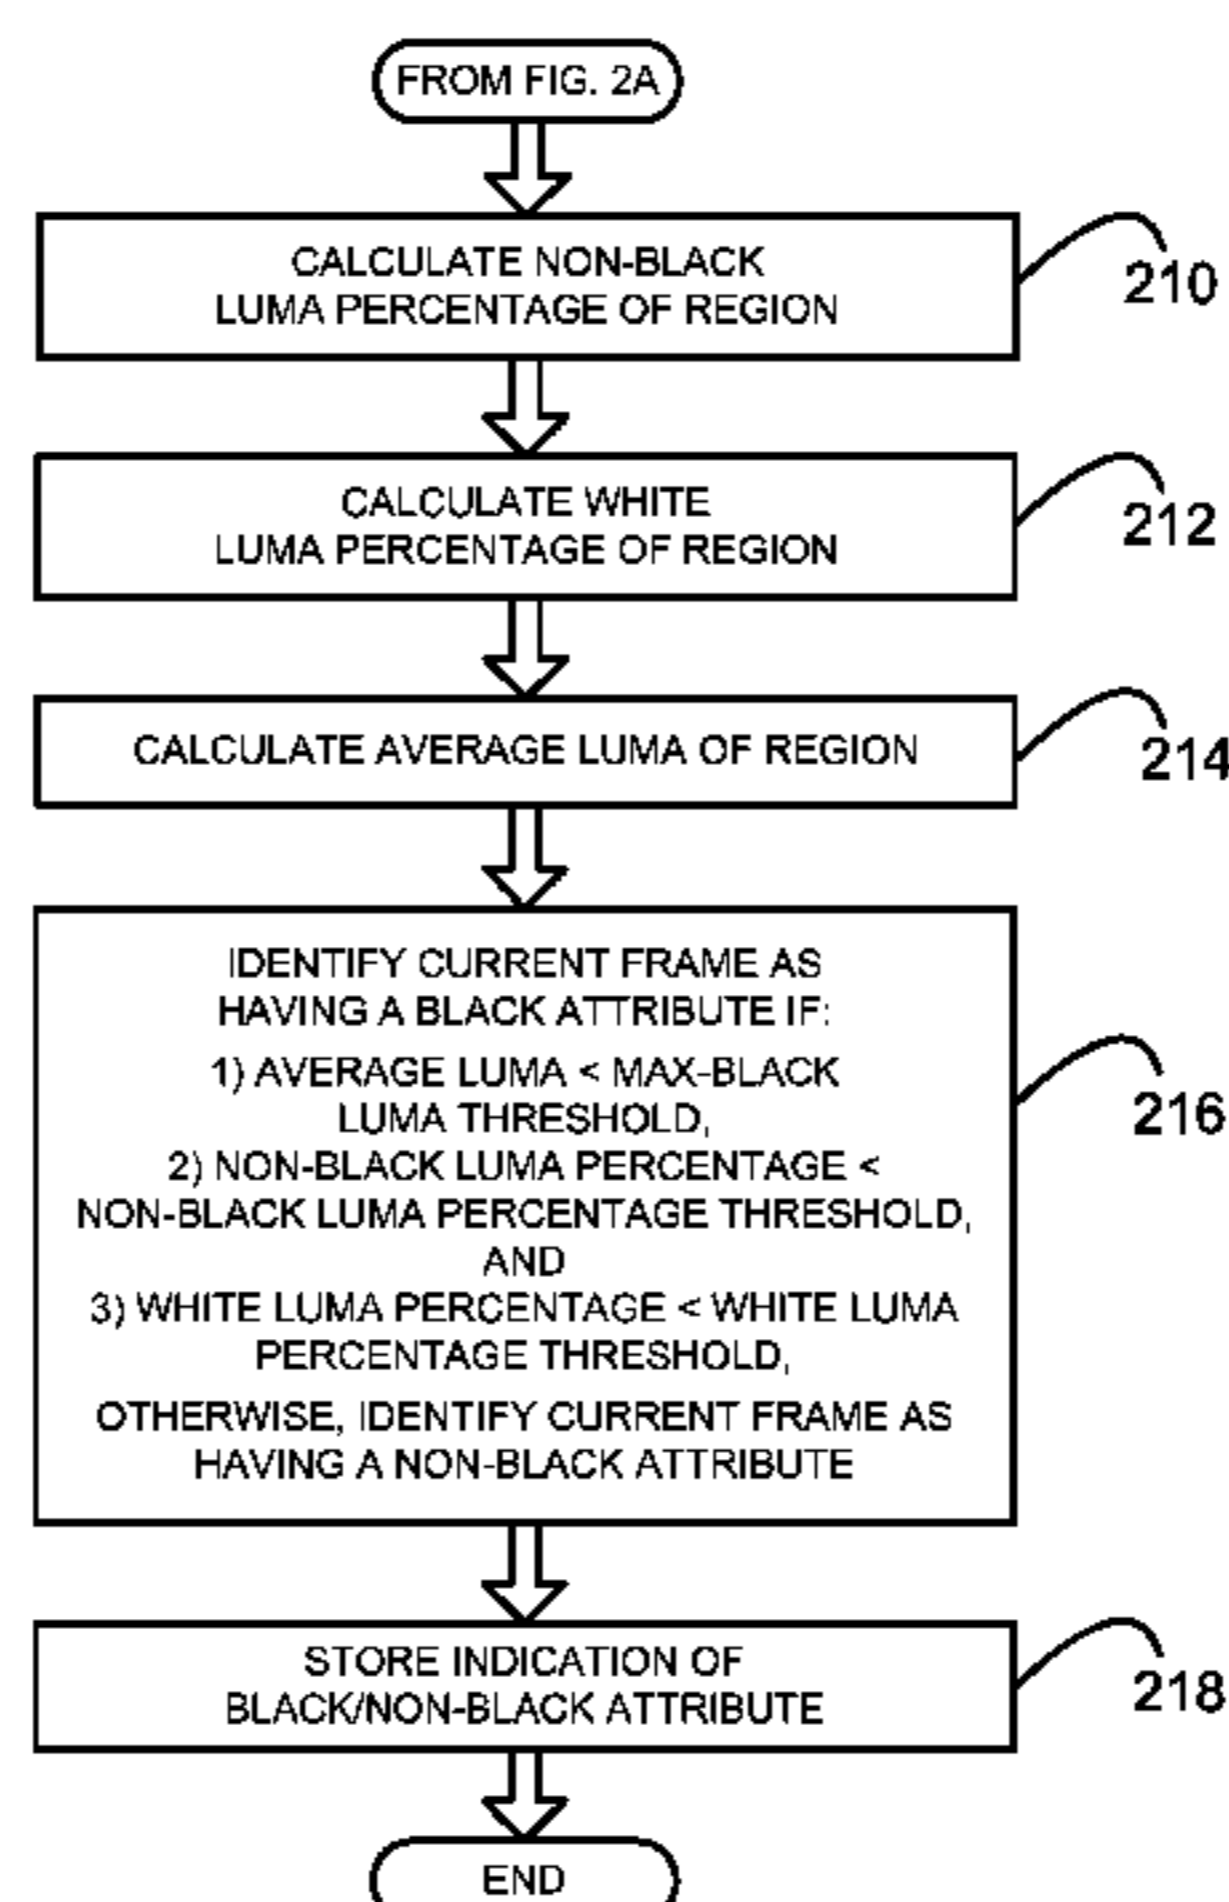 FROM FIG. 2A
CALCULATE NON-BLACK
LUMA PERCENTAGE OF REGION
210
CALCULATE WHITE
LUMA PERCENTAGE OF REGION
212
CALCULATE AVERAGE LUMA OF REGION
214
IDENTIFY CURRENT FRAME AS
HAVING A BLACK ATTRIBUTE IF:
1) AVERAGE LUMA < MAX-BLACK
LUMA THRESHOLD,
2) NON-BLACK LUMA PERCENTAGE <
NON-BLACK LUMA PERCENTAGE THRESHOLD,
AND
3) WHITE LUMA PERCENTAGE < WHITE LUMA
PERCENTAGE THRESHOLD,
OTHERWISE, IDENTIFY CURRENT FRAME AS
HAVING A NON-BLACK ATTRIBUTE
216
STORE INDICATION OF
BLACK/NON-BLACK ATTRIBUTE
218
END